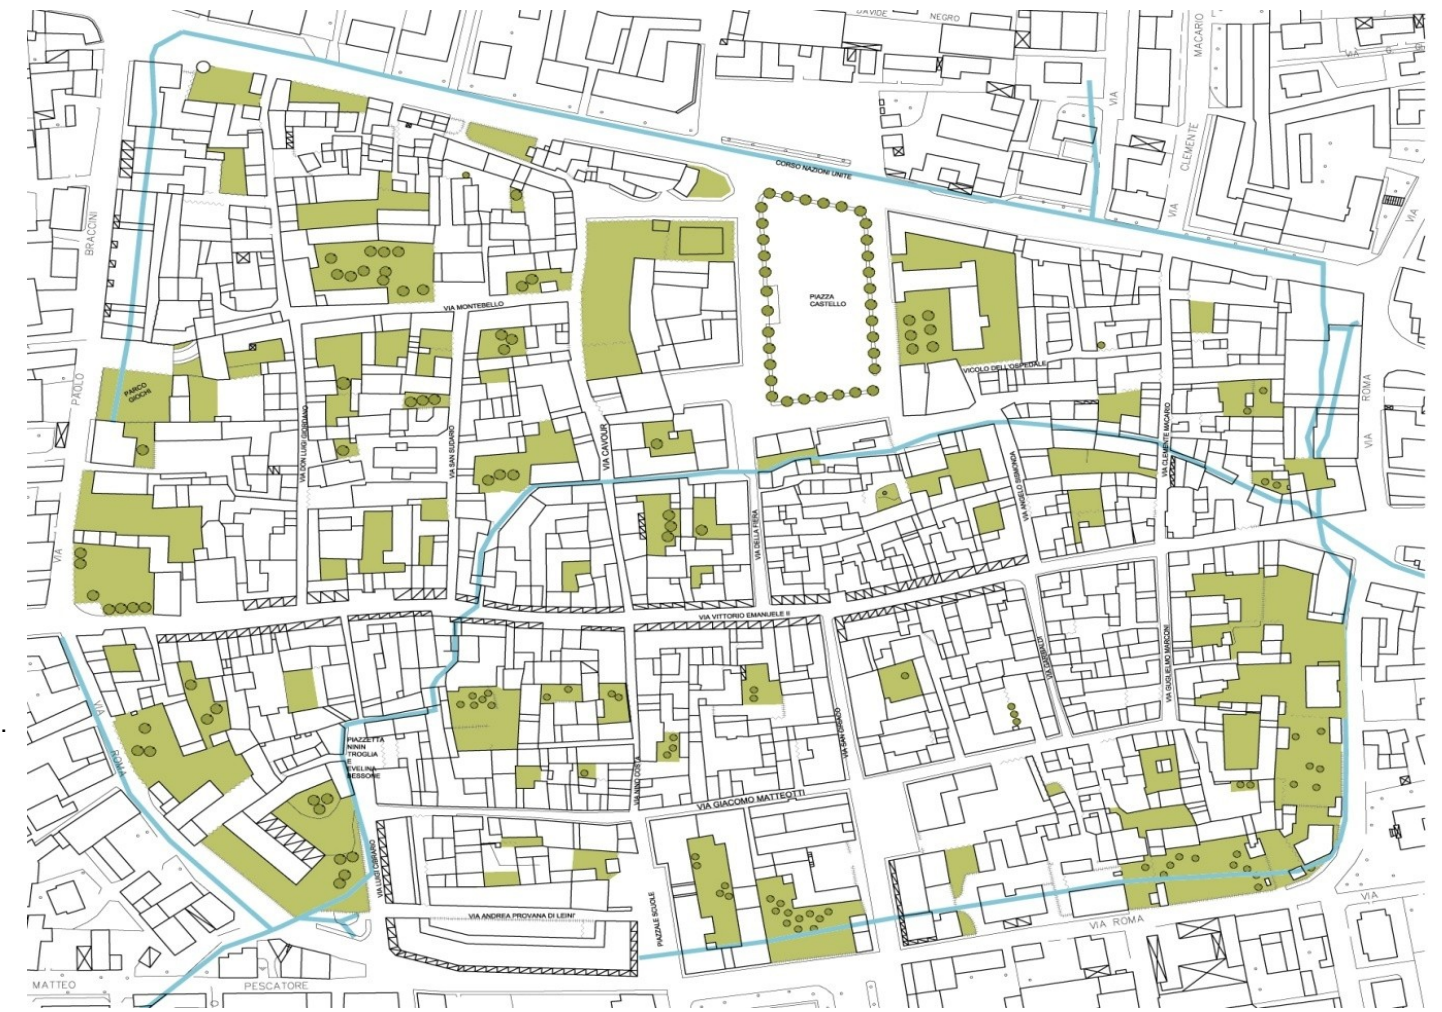 DAVIDE NEGRO
MACARIO
VIA
CLEMENTE
VIA
VIA
VIA
CORSO NAZIONI UNITE
BRACCINI
PIAZZA
CASTELLO
VIA MONTEBELLO
VICOLO DELL'OSPEDALE
PARCO
GIOCHI
PAOLO
ROMA
VIA
VIA DON LUIGI GIORDANO
VIA SAN SUDARIO
VIA CAVOUR
VIA CLEMENTE MACARIO
VIA ANGELO SISMONDA
VIA DELLA FIERA
VIA
VIA VITTORIO EMANUELE II
VIA GARIBALDI
VIA GUGLIELMO MARCONI
VIA
ROMA
PIAZZETTA
NININ
TROGLIA
E
EVELINA
BESSONE
VIA NINO COSTA
VIA GIACOMO MATTEOTTI
VIA LUIGI CIBRARIO
PIAZZALE SCUOLE
VIA ANDREA PROVANA DI LEINI'
VIA ROMA
VIA
MATTEO
PESCATORE
.